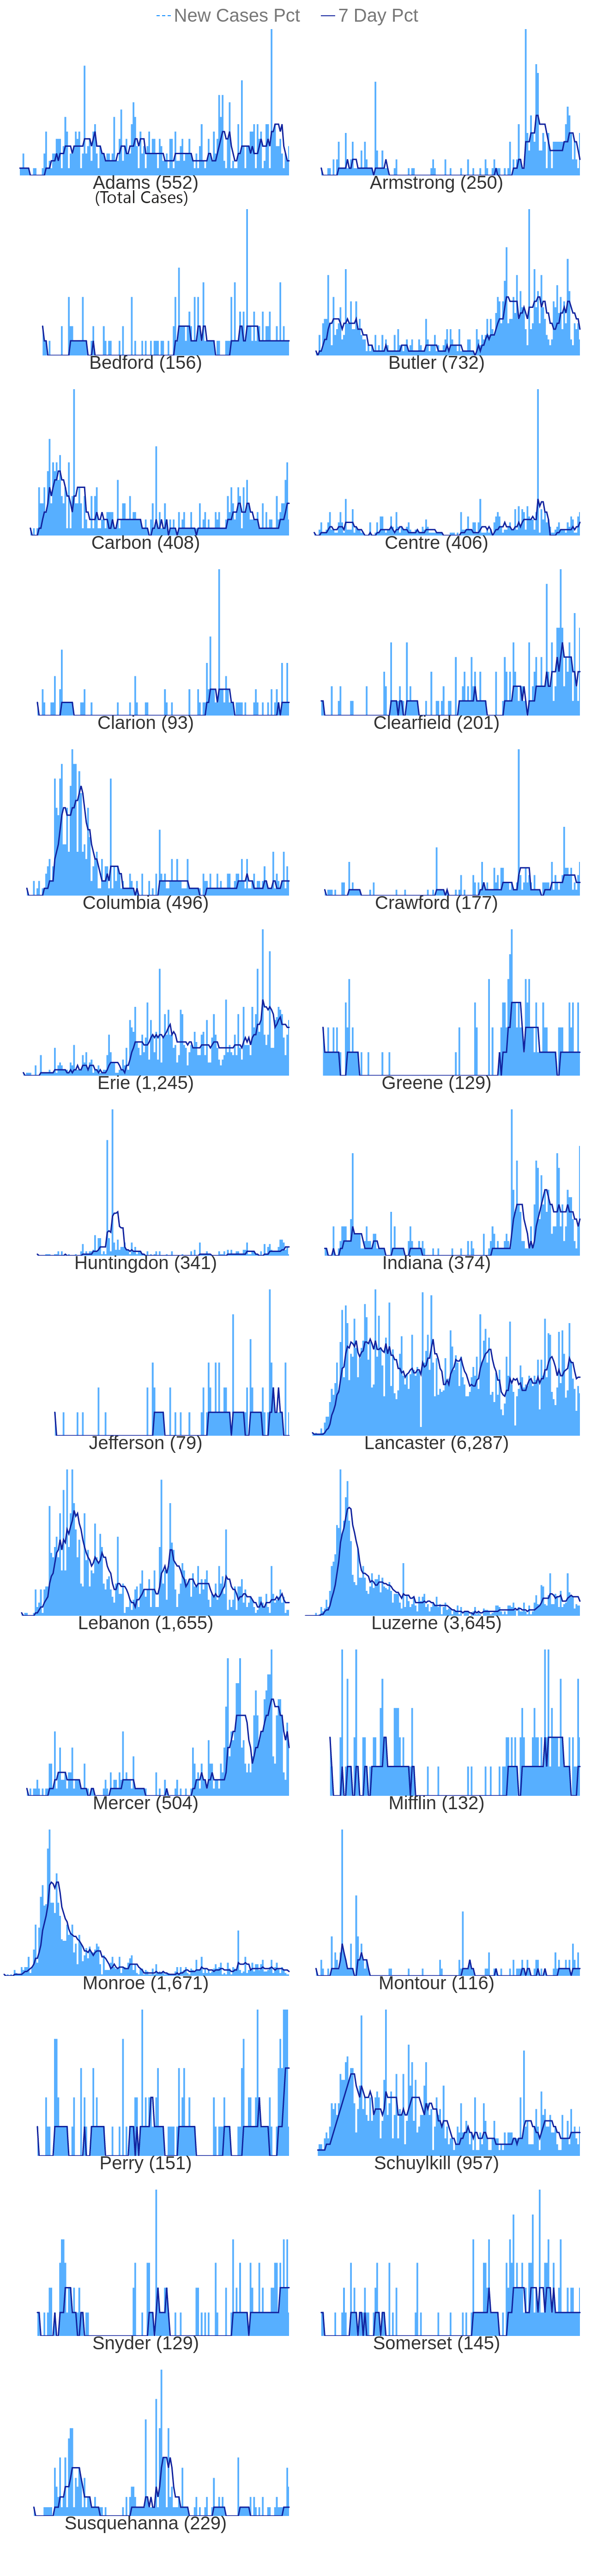 New Cases Pct 7 Day Pct
Adams (552) Armstrong (250)
(Total Cases)
Bedford (156) Butler (732)
Carbon (408) Centre (406)
Clarion (93) Clearfield (201)
Columbia (496) Crawford (177)
Erie (1,245) Greene (129)
Huntingdon (341) Indiana (374)
Jefferson (79) Lancaster (6,287)
Lebanon (1,655) Luzerne (3,645)
Mercer (504) Mifflin (132)
Monroe (1,671) Montour (116)
Perry (151) Schuylkill (957)
Snyder (129) Somerset (145)
Susquehanna (229)